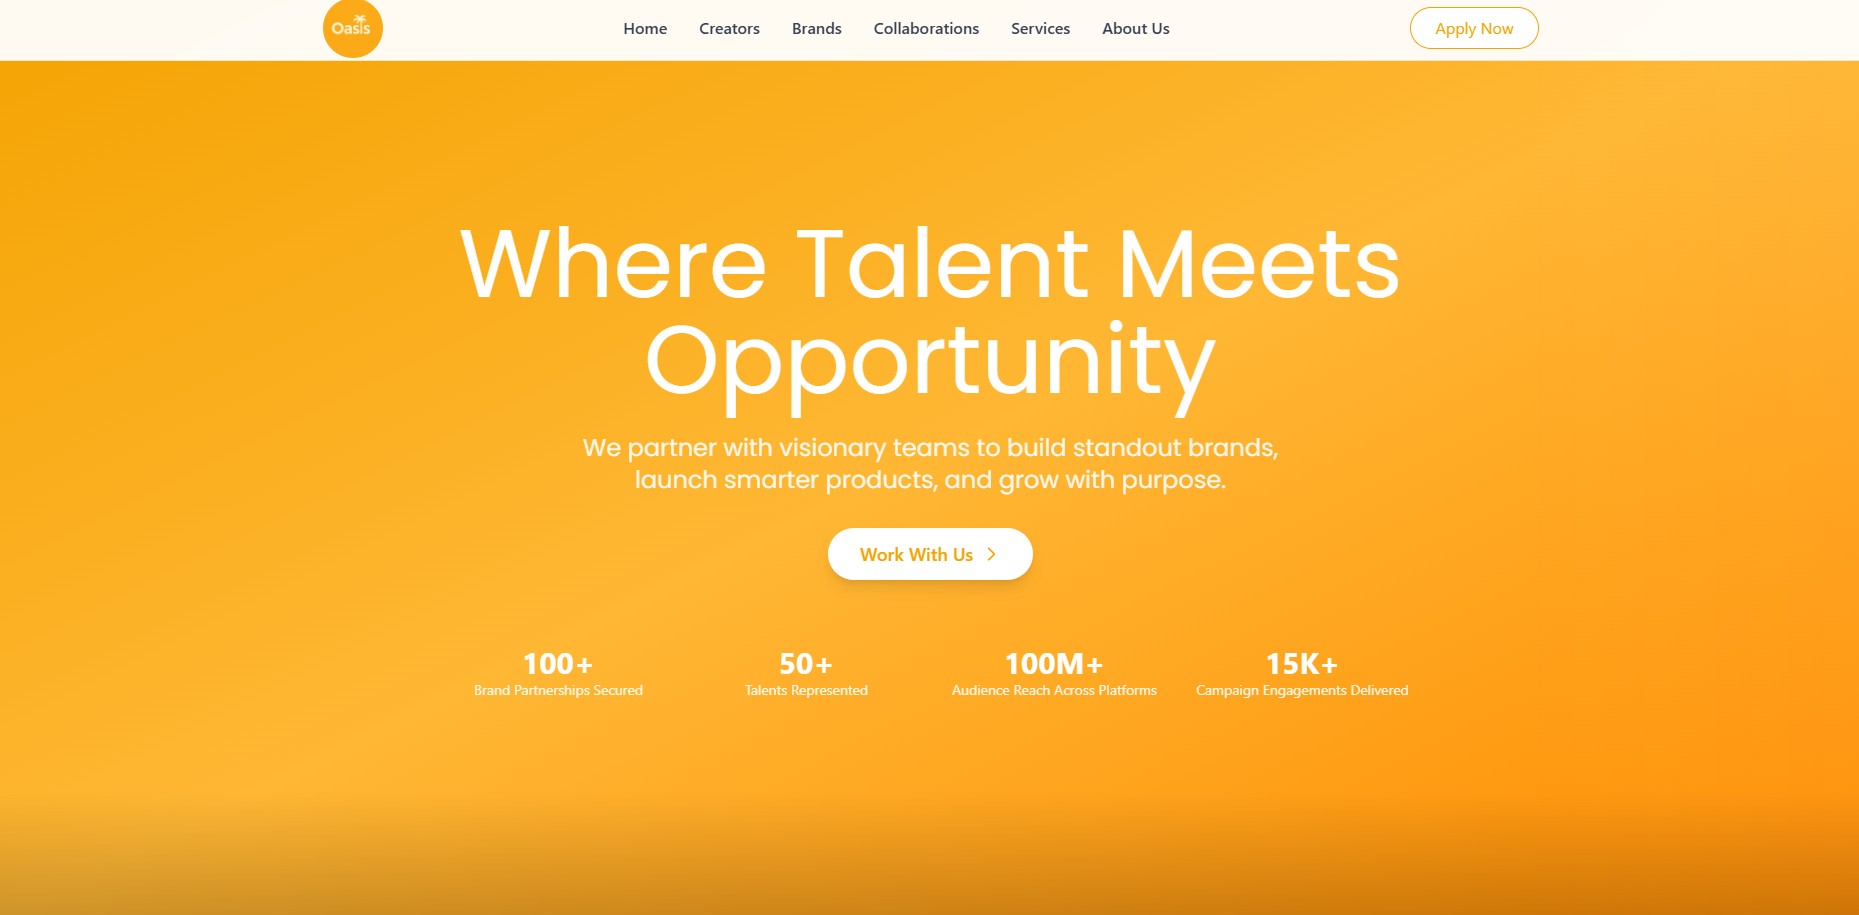 Oasis
Home
Creators
Brands
Collaborations
Services
About Us
Apply Now
Where Talent Meets
Opportunity
We partner with visionary teams to build standout brands,
launch smarter products, and grow with purpose.
Work With Us
100+
Brand Partnerships Secured
50+
Talents Represented
100M+
Audience Reach Across Platforms
15K+
Campaign Engagements Delivered